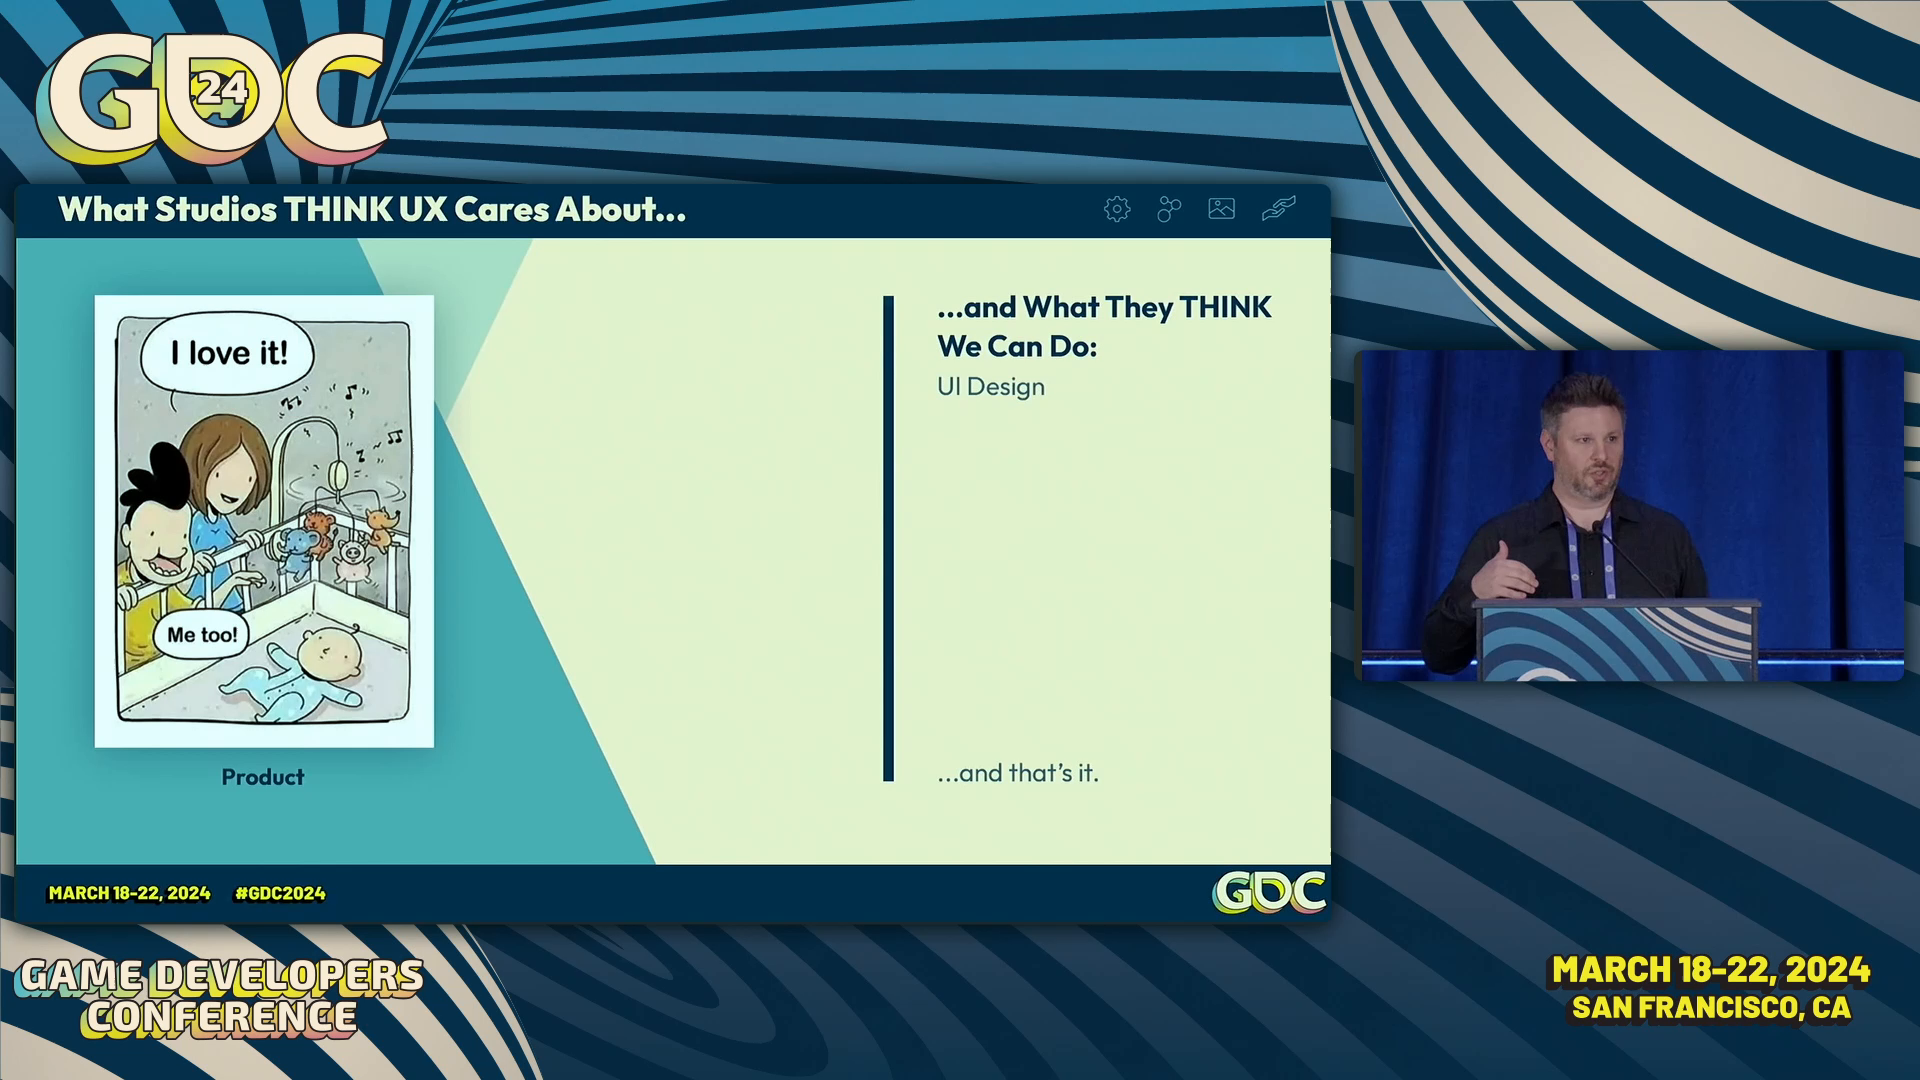 GDC
24
What Studios THINK UX Cares About...
I love it!
Me too!
Product
...and What They THINK
We Can Do:
UI Design
...and that's it.
MARCH 18-22, 2024 #GDC2024
GDC
GAME DEVELOPERS
CONFERENCE
MARCH 18-22, 2024
SAN FRANCISCO, CA